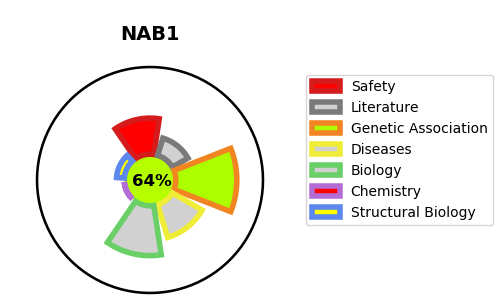 NAB1
64%
Safety
Literature
Genetic Association
Diseases
Biology
Chemistry
Structural Biology